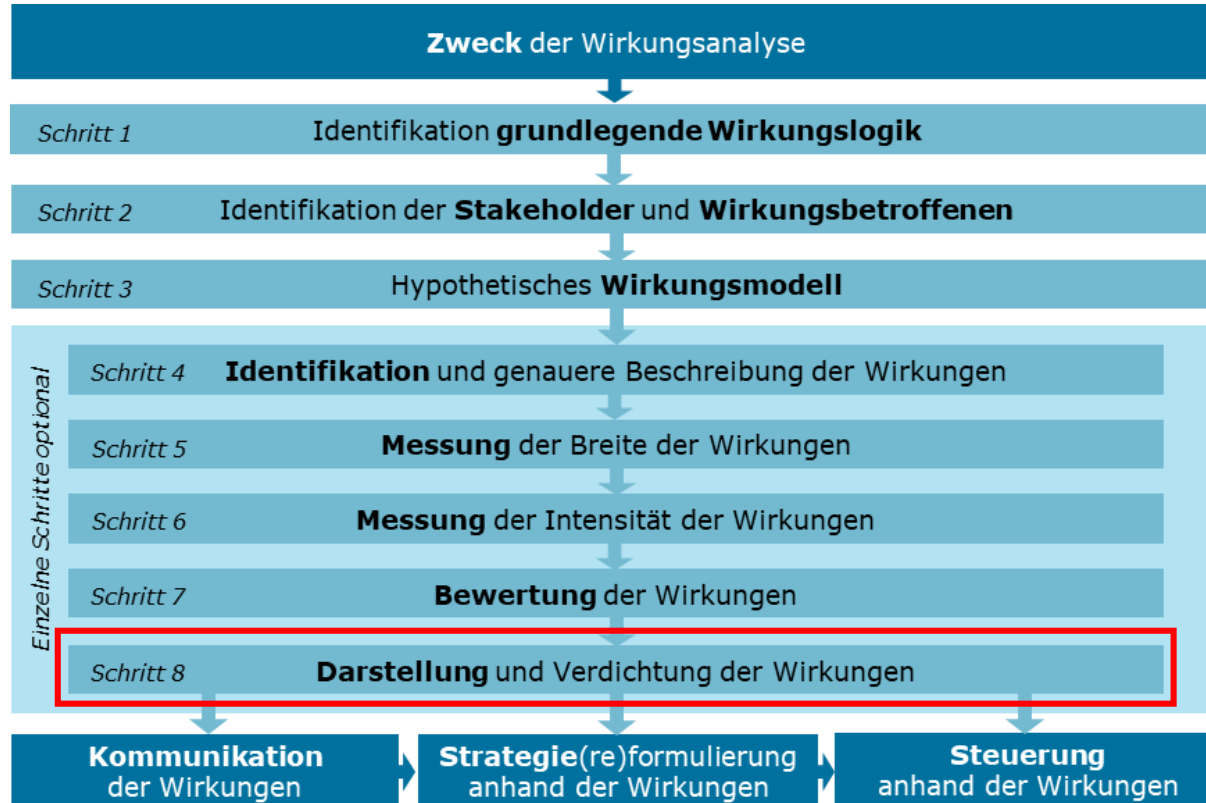 Zweck der Wirkungsanalyse
Schritt 1 Identifikation grundlegende Wirkungslogik
Schritt 2 Identifikation der Stakeholder und Wirkungsbetroffenen
Schritt 3 Hypothetisches Wirkungsmodell
Einzelne Schritte optional
Schritt 4 Identifikation und genauere Beschreibung der Wirkungen
Schritt 5 Messung der Breite der Wirkungen
Schritt 6 Messung der Intensität der Wirkungen
Schritt 7 Bewertung der Wirkungen
Schritt 8 Darstellung und Verdichtung der Wirkungen
Kommunikation
der Wirkungen
Strategie(re)formulierung
anhand der Wirkungen
Steuerung
anhand der Wirkungen